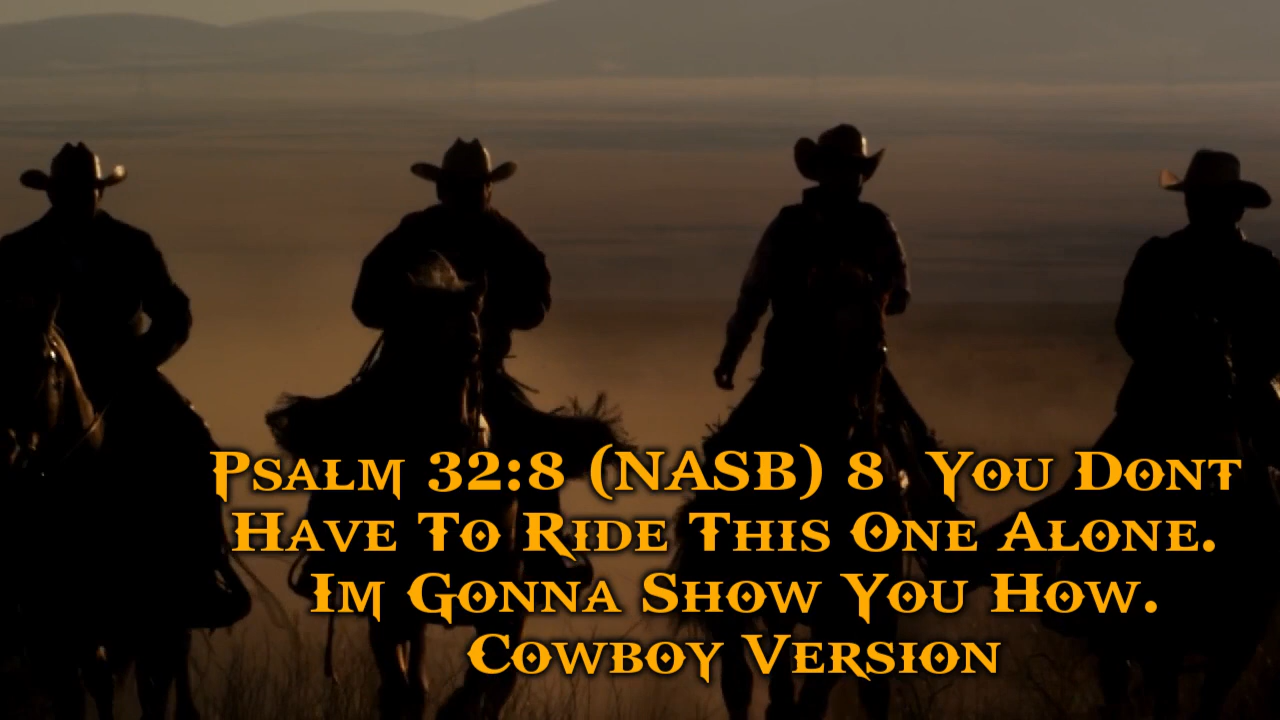 Psalm 32:8 (NASB) 8  You Dont
Have To Ride This One Alone.
Im Gonna Show You How.
Cowboy Version